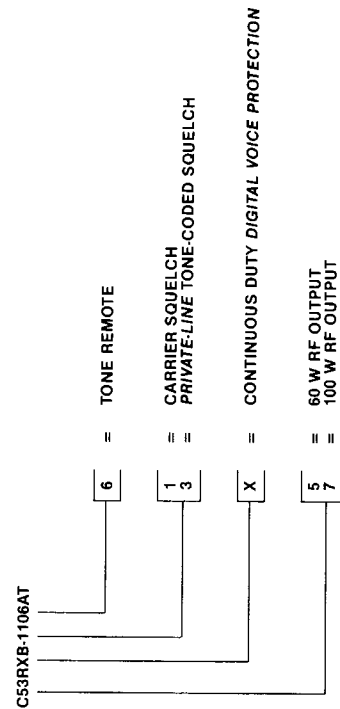 C53RXB-1106AT
6 = TONE REMOTE
1 = CARRIER SQUELCH
3 = PRIVATE-LINE TONE-CODED SQUELCH
X = CONTINUOUS DUTY DIGITAL VOICE PROTECTION
5 = 60 W RF OUTPUT
7 = 100 W RF OUTPUT